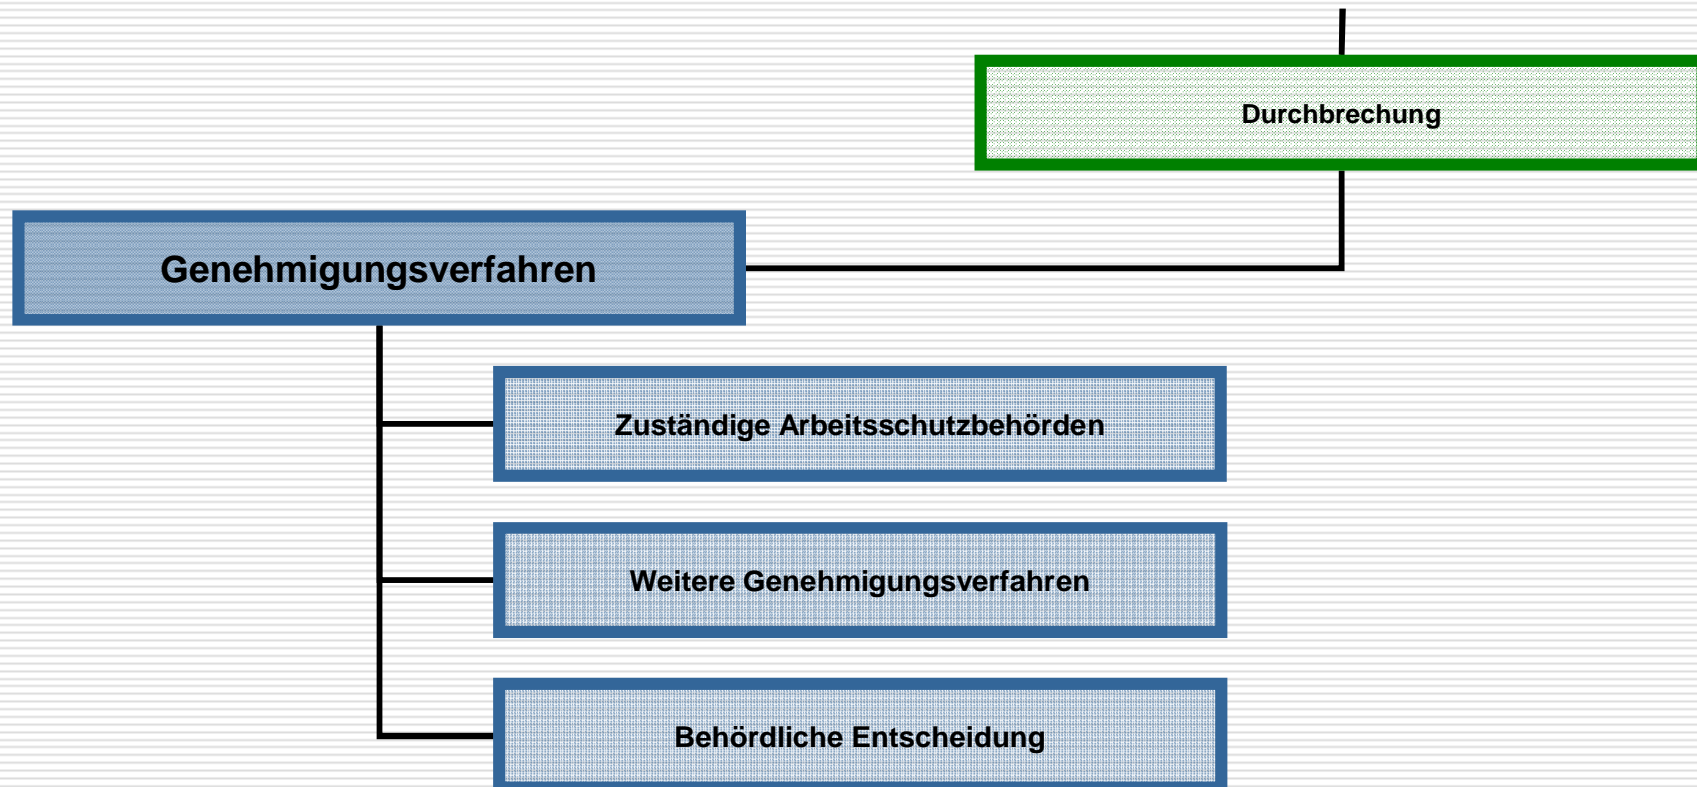 Durchbrechung
Genehmigungsverfahren
Zuständige Arbeitsschutzbehörden
Weitere Genehmigungsverfahren
Behördliche Entscheidung